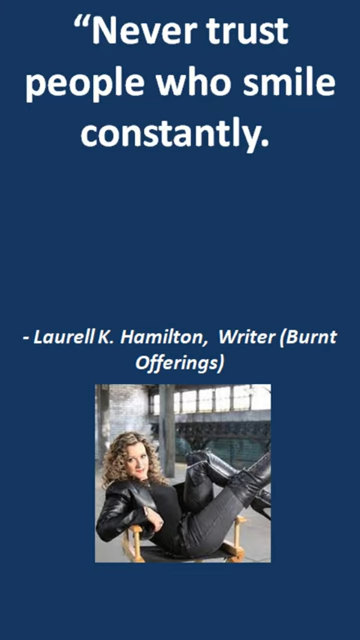 “Never trust
people who smile
constantly.
- Laurell K. Hamilton,  Writer (Burnt
Offerings)